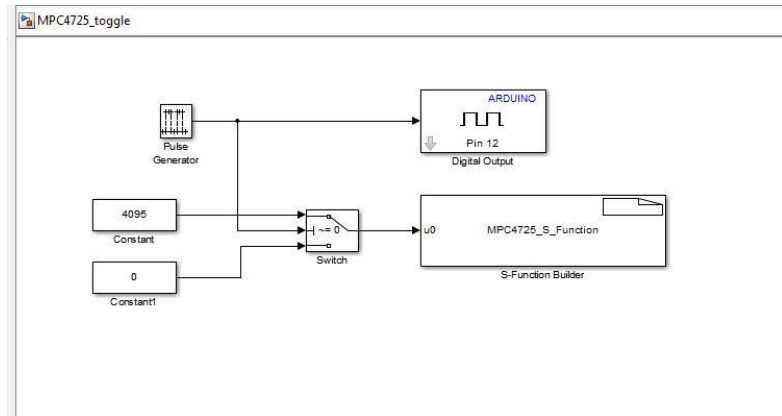 MPC4725_toggle
ARDUINO
Pin 12
Digital Output
Pulse
Generator
4095
Constant
~= 0
Switch
u0
MPC4725_S_Function
S-Function Builder
0
Constant1